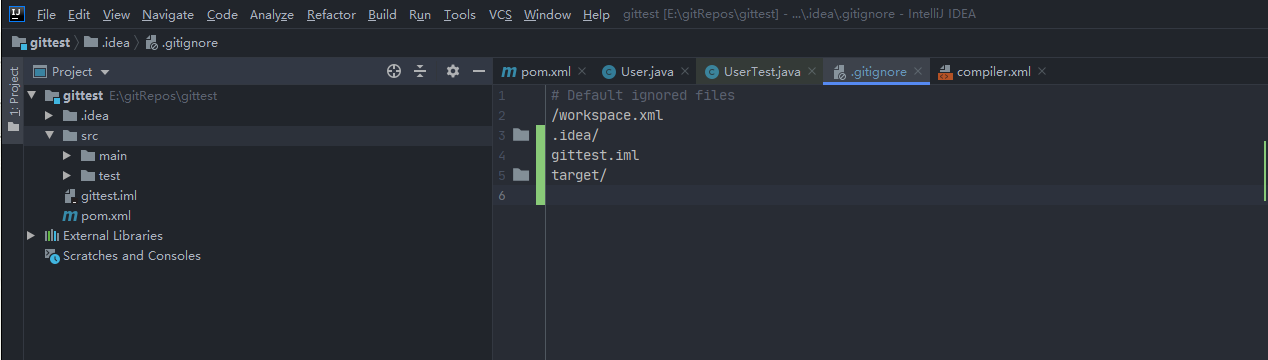 IJ File Edit View Navigate Code Analyze Refactor Build Run Tools VCS Window Help gittest [E:\gitRepos\gittest] - ...\.idea\.gitignore - IntelliJ IDEA
gittest .idea .gitignore
1: Project
Project
pom.xml User.java UserTest.java .gitignore compiler.xml
gittest E:\gitRepos\gittest
.idea
src
main
test
gittest.iml
pom.xml
External Libraries
Scratches and Consoles
1 # Default ignored files
2 /workspace.xml
3 .idea/
4 gittest.iml
5 target/
6